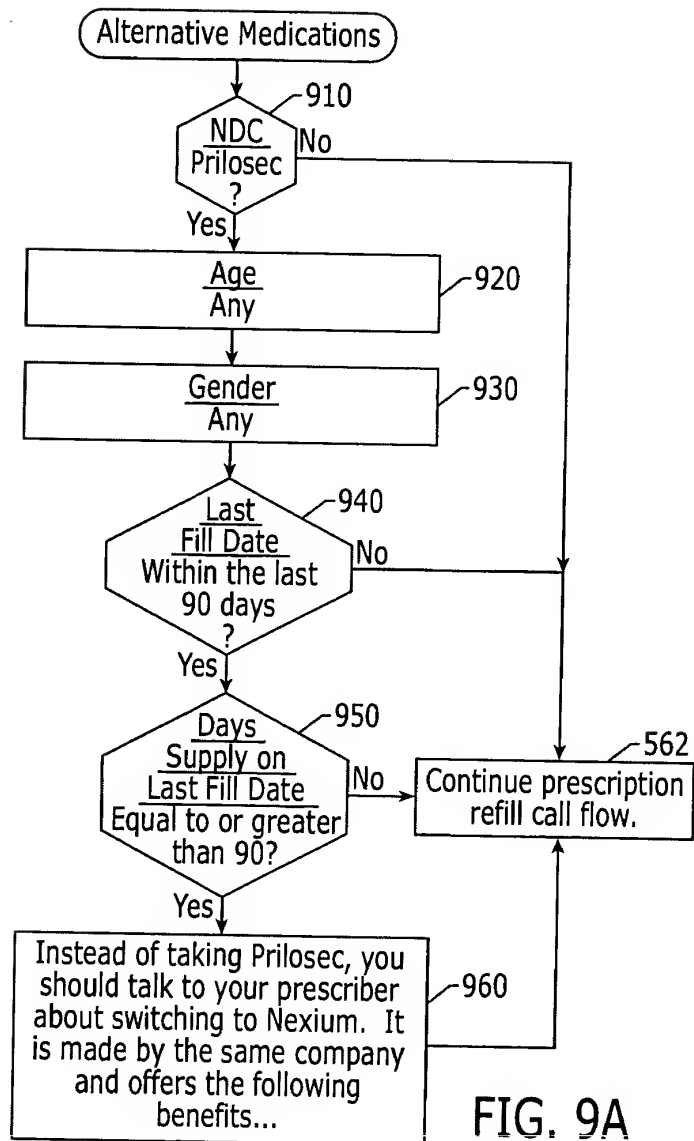 Alternative Medications
910
NDC
Prilosec
?
No
Yes
Age
Any
920
Gender
Any
930
940
Last
Fill Date
Within the last
90 days
?
No
Yes
950
Days
Supply on
Last Fill Date
Equal to or greater
than 90?
No
562
Continue prescription
refill call flow.
Yes
Instead of taking Prilosec, you
should talk to your prescriber
about switching to Nexium. It
is made by the same company
and offers the following
benefits...
960
FIG. 9A